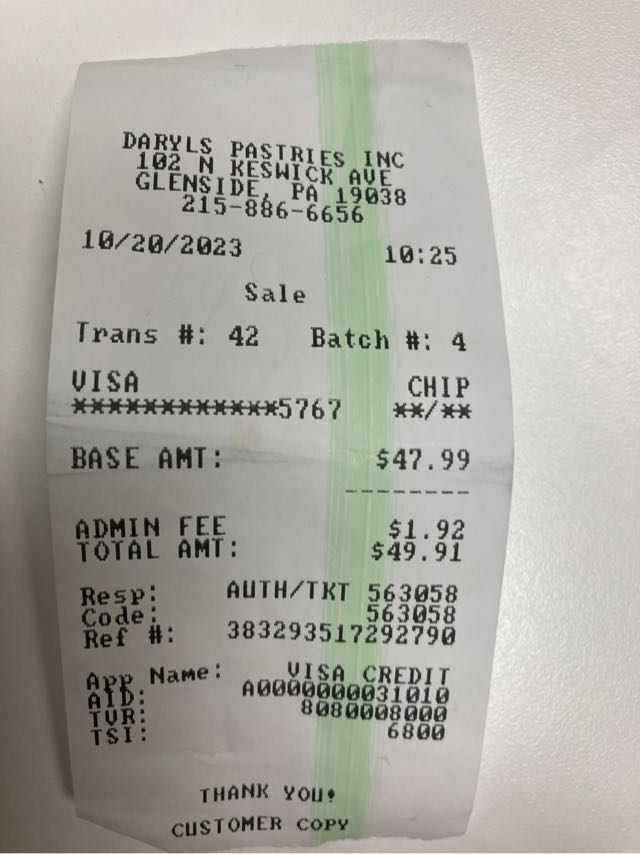 DARYLS PASTRIES INC
102 N KESWICK AVE
GLENSIDE, PA 19038
215-886-6656
10/20/2023 10:25
Sale
Trans #: 42 Batch #: 4
VISA CHIP
************5767 **/**
BASE AMT: $47.99
--------
ADMIN FEE $1.92
TOTAL AMT: $49.91
Resp: AUTH/TKT 563058
Code: 563058
Ref #: 383293517292790
App Name: VISA CREDIT
AID: A0000000031010
TVR: 8080008000
TSI: 6800
THANK YOU!
CUSTOMER COPY